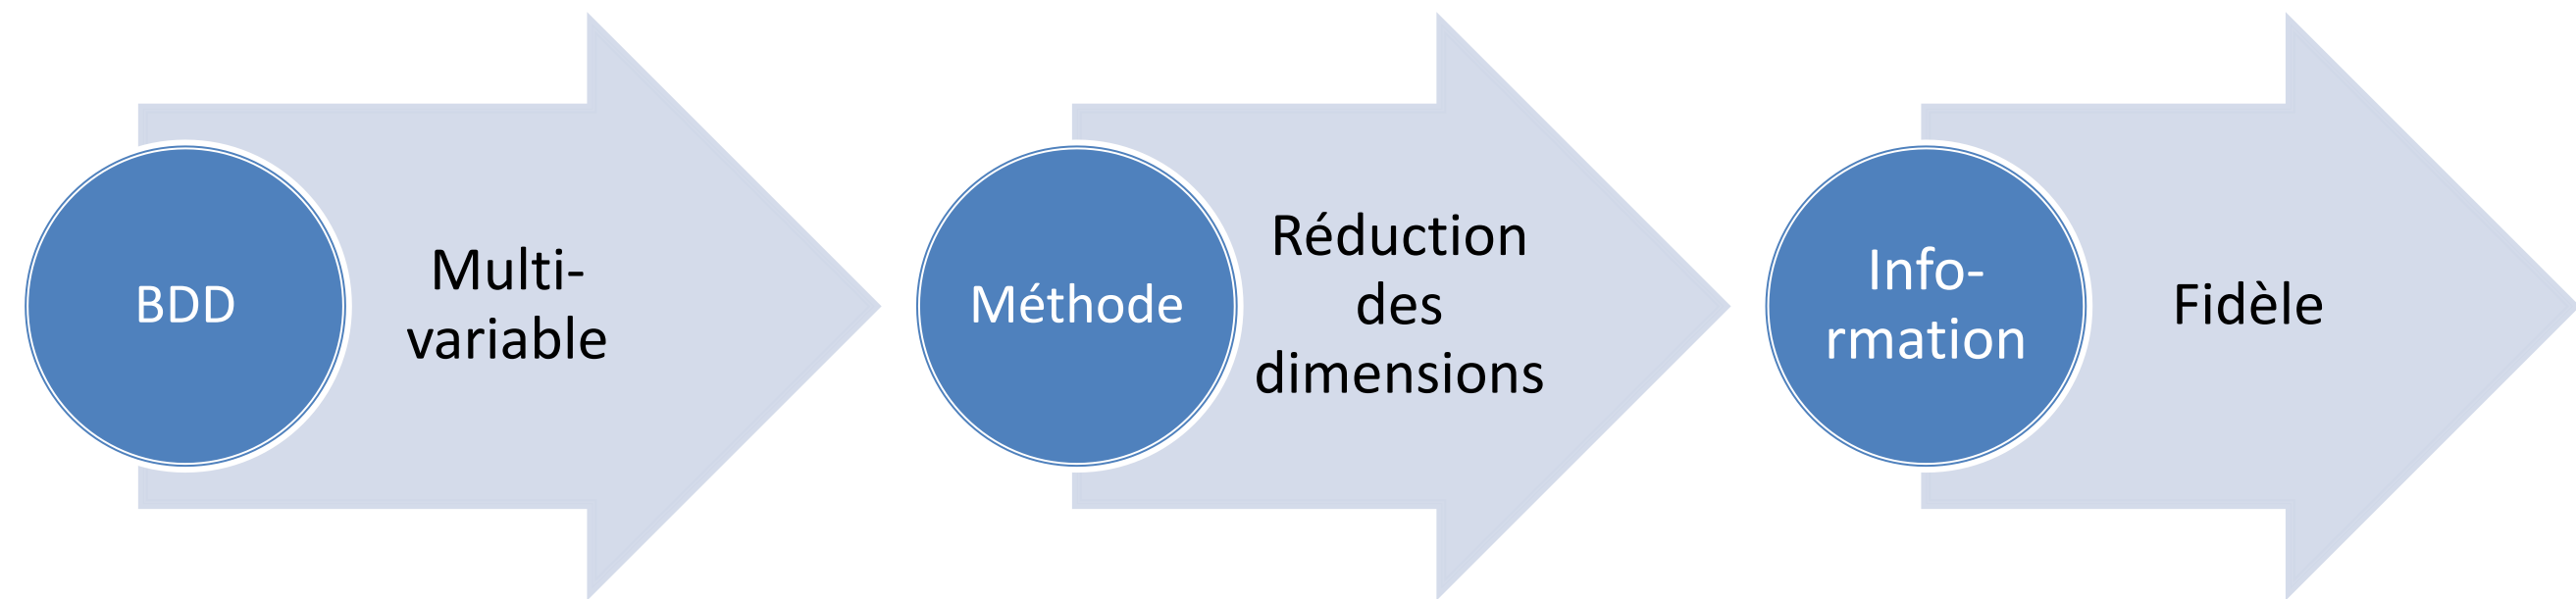 BDD
Multi-
variable
Méthode
Réduction
des
dimensions
Info-
rmation
Fidèle